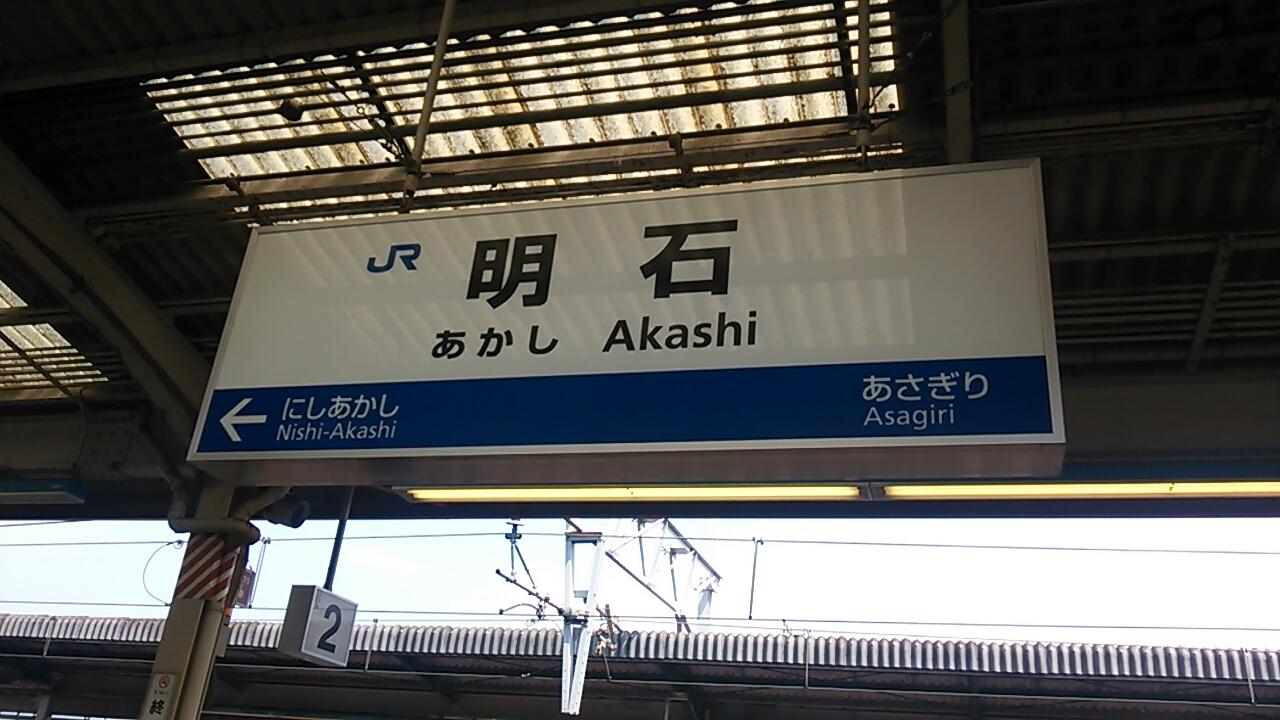 JR 明石
あかし Akashi
← にしあかし
Nishi-Akashi
あさぎり
Asagiri
2
終